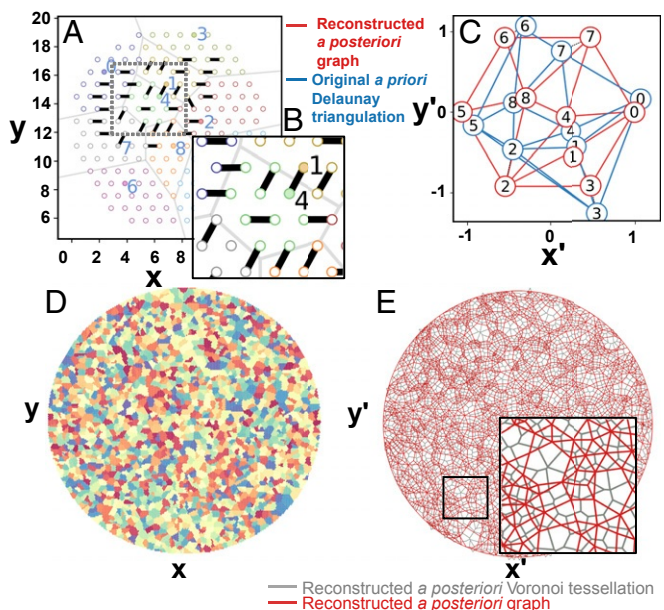 A
20
18
16
14
12
10
8
6
y
0 2 4 6 8
x
3
0
1
4
2
7
8
6
B
1
4
Reconstructed
a posteriori
graph
Original a priori
Delaunay
triangulation
C
1
0
-1
y'
-1 0 1
x'
6
6
7
7
8
8
0
0
5
5
4
4
2
1
1
2
3
3
D
y
x
E
y'
x'
Reconstructed a posteriori Voronoi tessellation
Reconstructed a posteriori graph